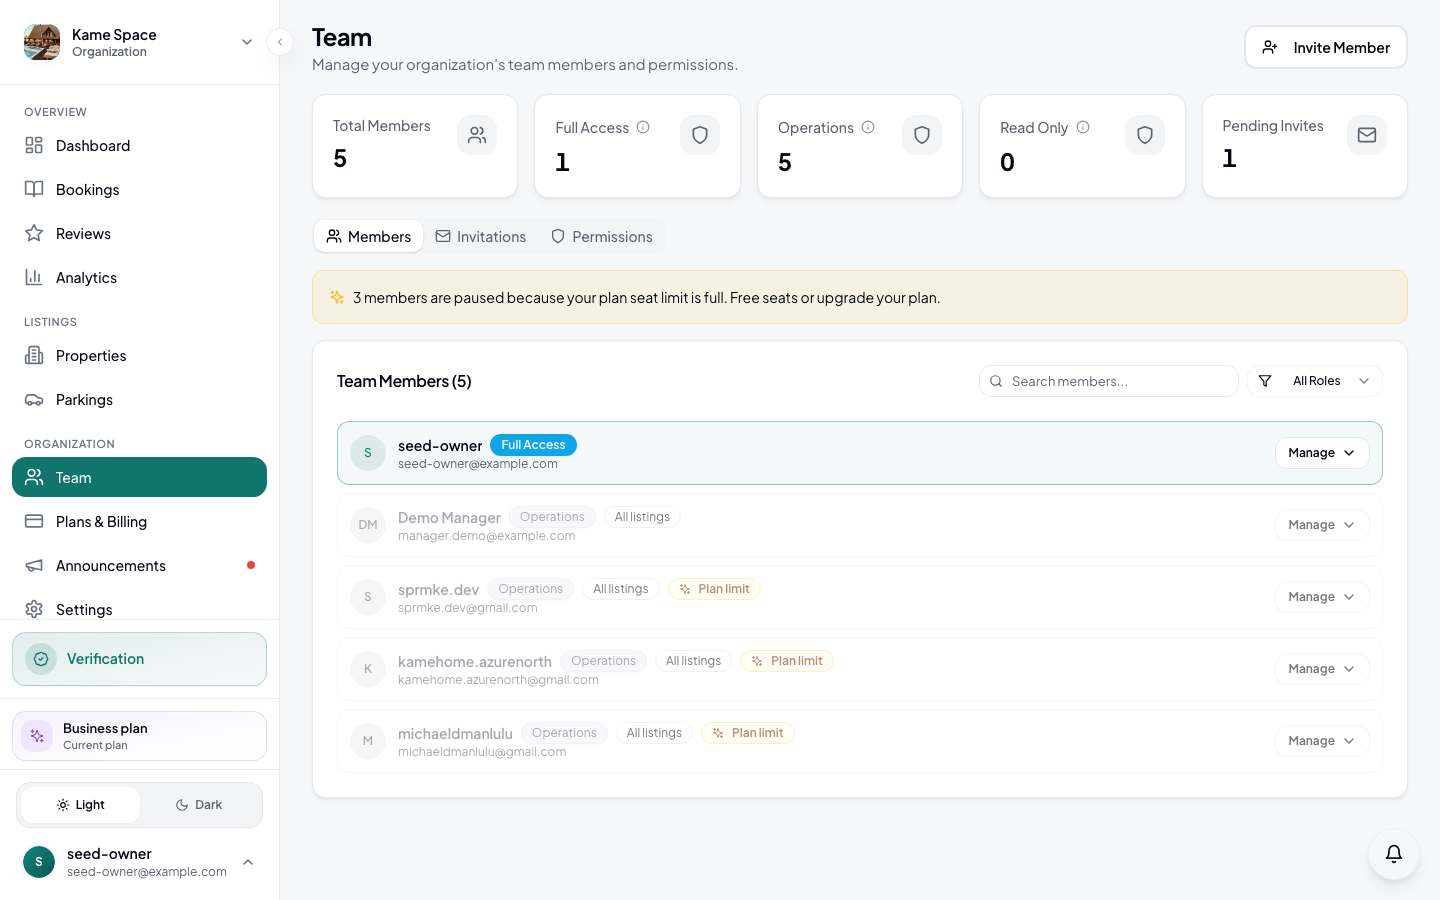 Kame Space
Organization
OVERVIEW
Dashboard
Bookings
Reviews
Analytics
LISTINGS
Properties
Parkings
ORGANIZATION
Team
Plans & Billing
Announcements
Settings
Verification
Business plan
Current plan
Light
Dark
S
seed-owner
seed-owner@example.com
Team
Manage your organization's team members and permissions.
Invite Member
Total Members
5
Full Access
1
Operations
5
Read Only
0
Pending Invites
1
Members
Invitations
Permissions
3 members are paused because your plan seat limit is full. Free seats or upgrade your plan.
Team Members (5)
Search members...
All Roles
S
seed-owner Full Access
seed-owner@example.com
Manage
DM
Demo Manager Operations All listings
manager.demo@example.com
Manage
S
sprmke.dev Operations All listings Plan limit
sprmke.dev@gmail.com
Manage
K
kamehome.azurenorth Operations All listings Plan limit
kamehome.azurenorth@gmail.com
Manage
M
michaeldmanlulu Operations All listings Plan limit
michaeldmanlulu@gmail.com
Manage